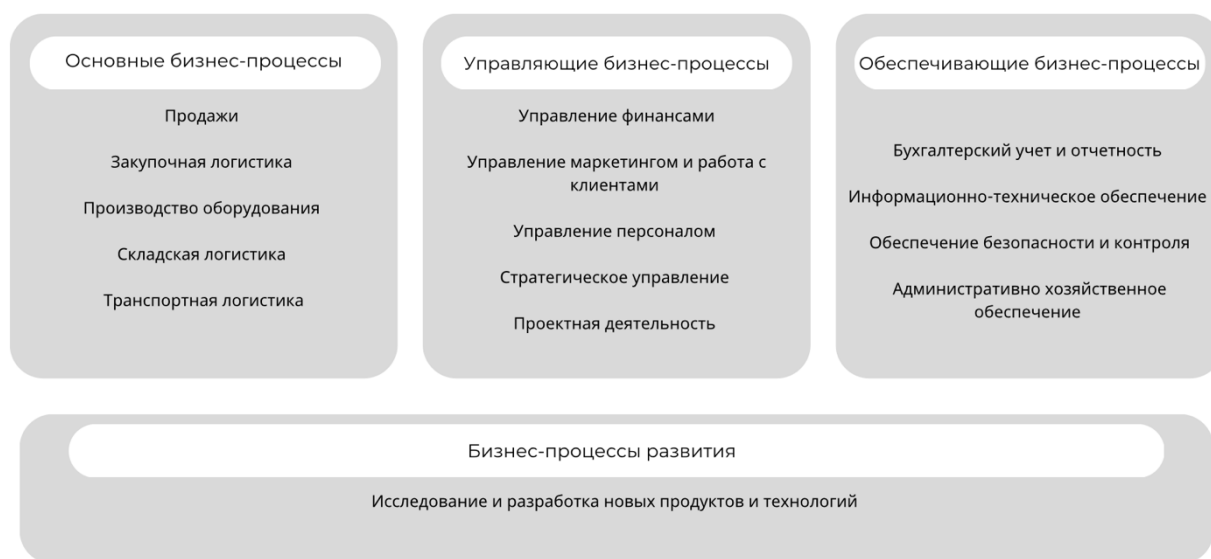 Основные бизнес-процессы
Продажи
Закупочная логистика
Производство оборудования
Складская логистика
Транспортная логистика
Управляющие бизнес-процессы
Управление финансами
Управление маркетингом и работа с
клиентами
Управление персоналом
Стратегическое управление
Проектная деятельность
Обеспечивающие бизнес-процессы
Бухгалтерский учет и отчетность
Информационно-техническое обеспечение
Обеспечение безопасности и контроля
Административно хозяйственное
обеспечение
Бизнес-процессы развития
Исследование и разработка новых продуктов и технологий